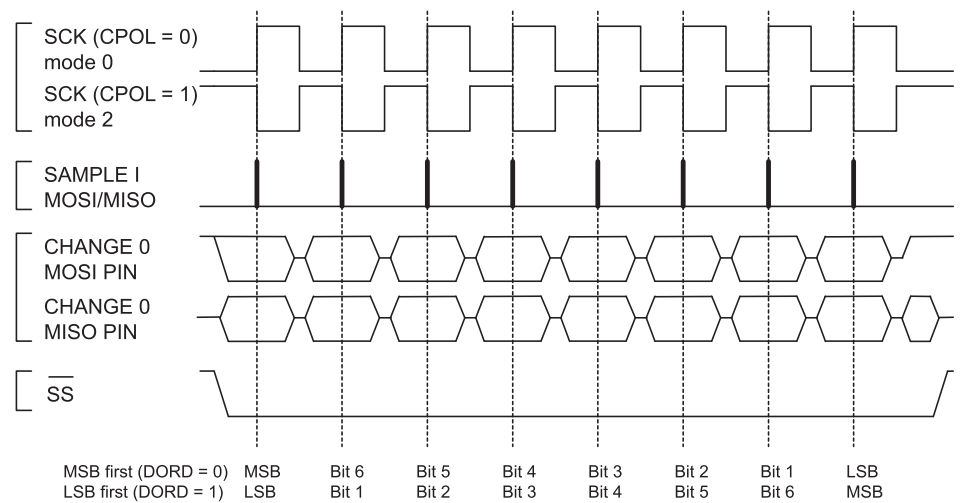 SCK (CPOL = 0)
mode 0
SCK (CPOL = 1)
mode 2
SAMPLE I
MOSI/MISO
CHANGE 0
MOSI PIN
CHANGE 0
MISO PIN
SS
MSB first (DORD = 0) MSB Bit 6 Bit 5 Bit 4 Bit 3 Bit 2 Bit 1 LSB
LSB first (DORD = 1) LSB Bit 1 Bit 2 Bit 3 Bit 4 Bit 5 Bit 6 MSB